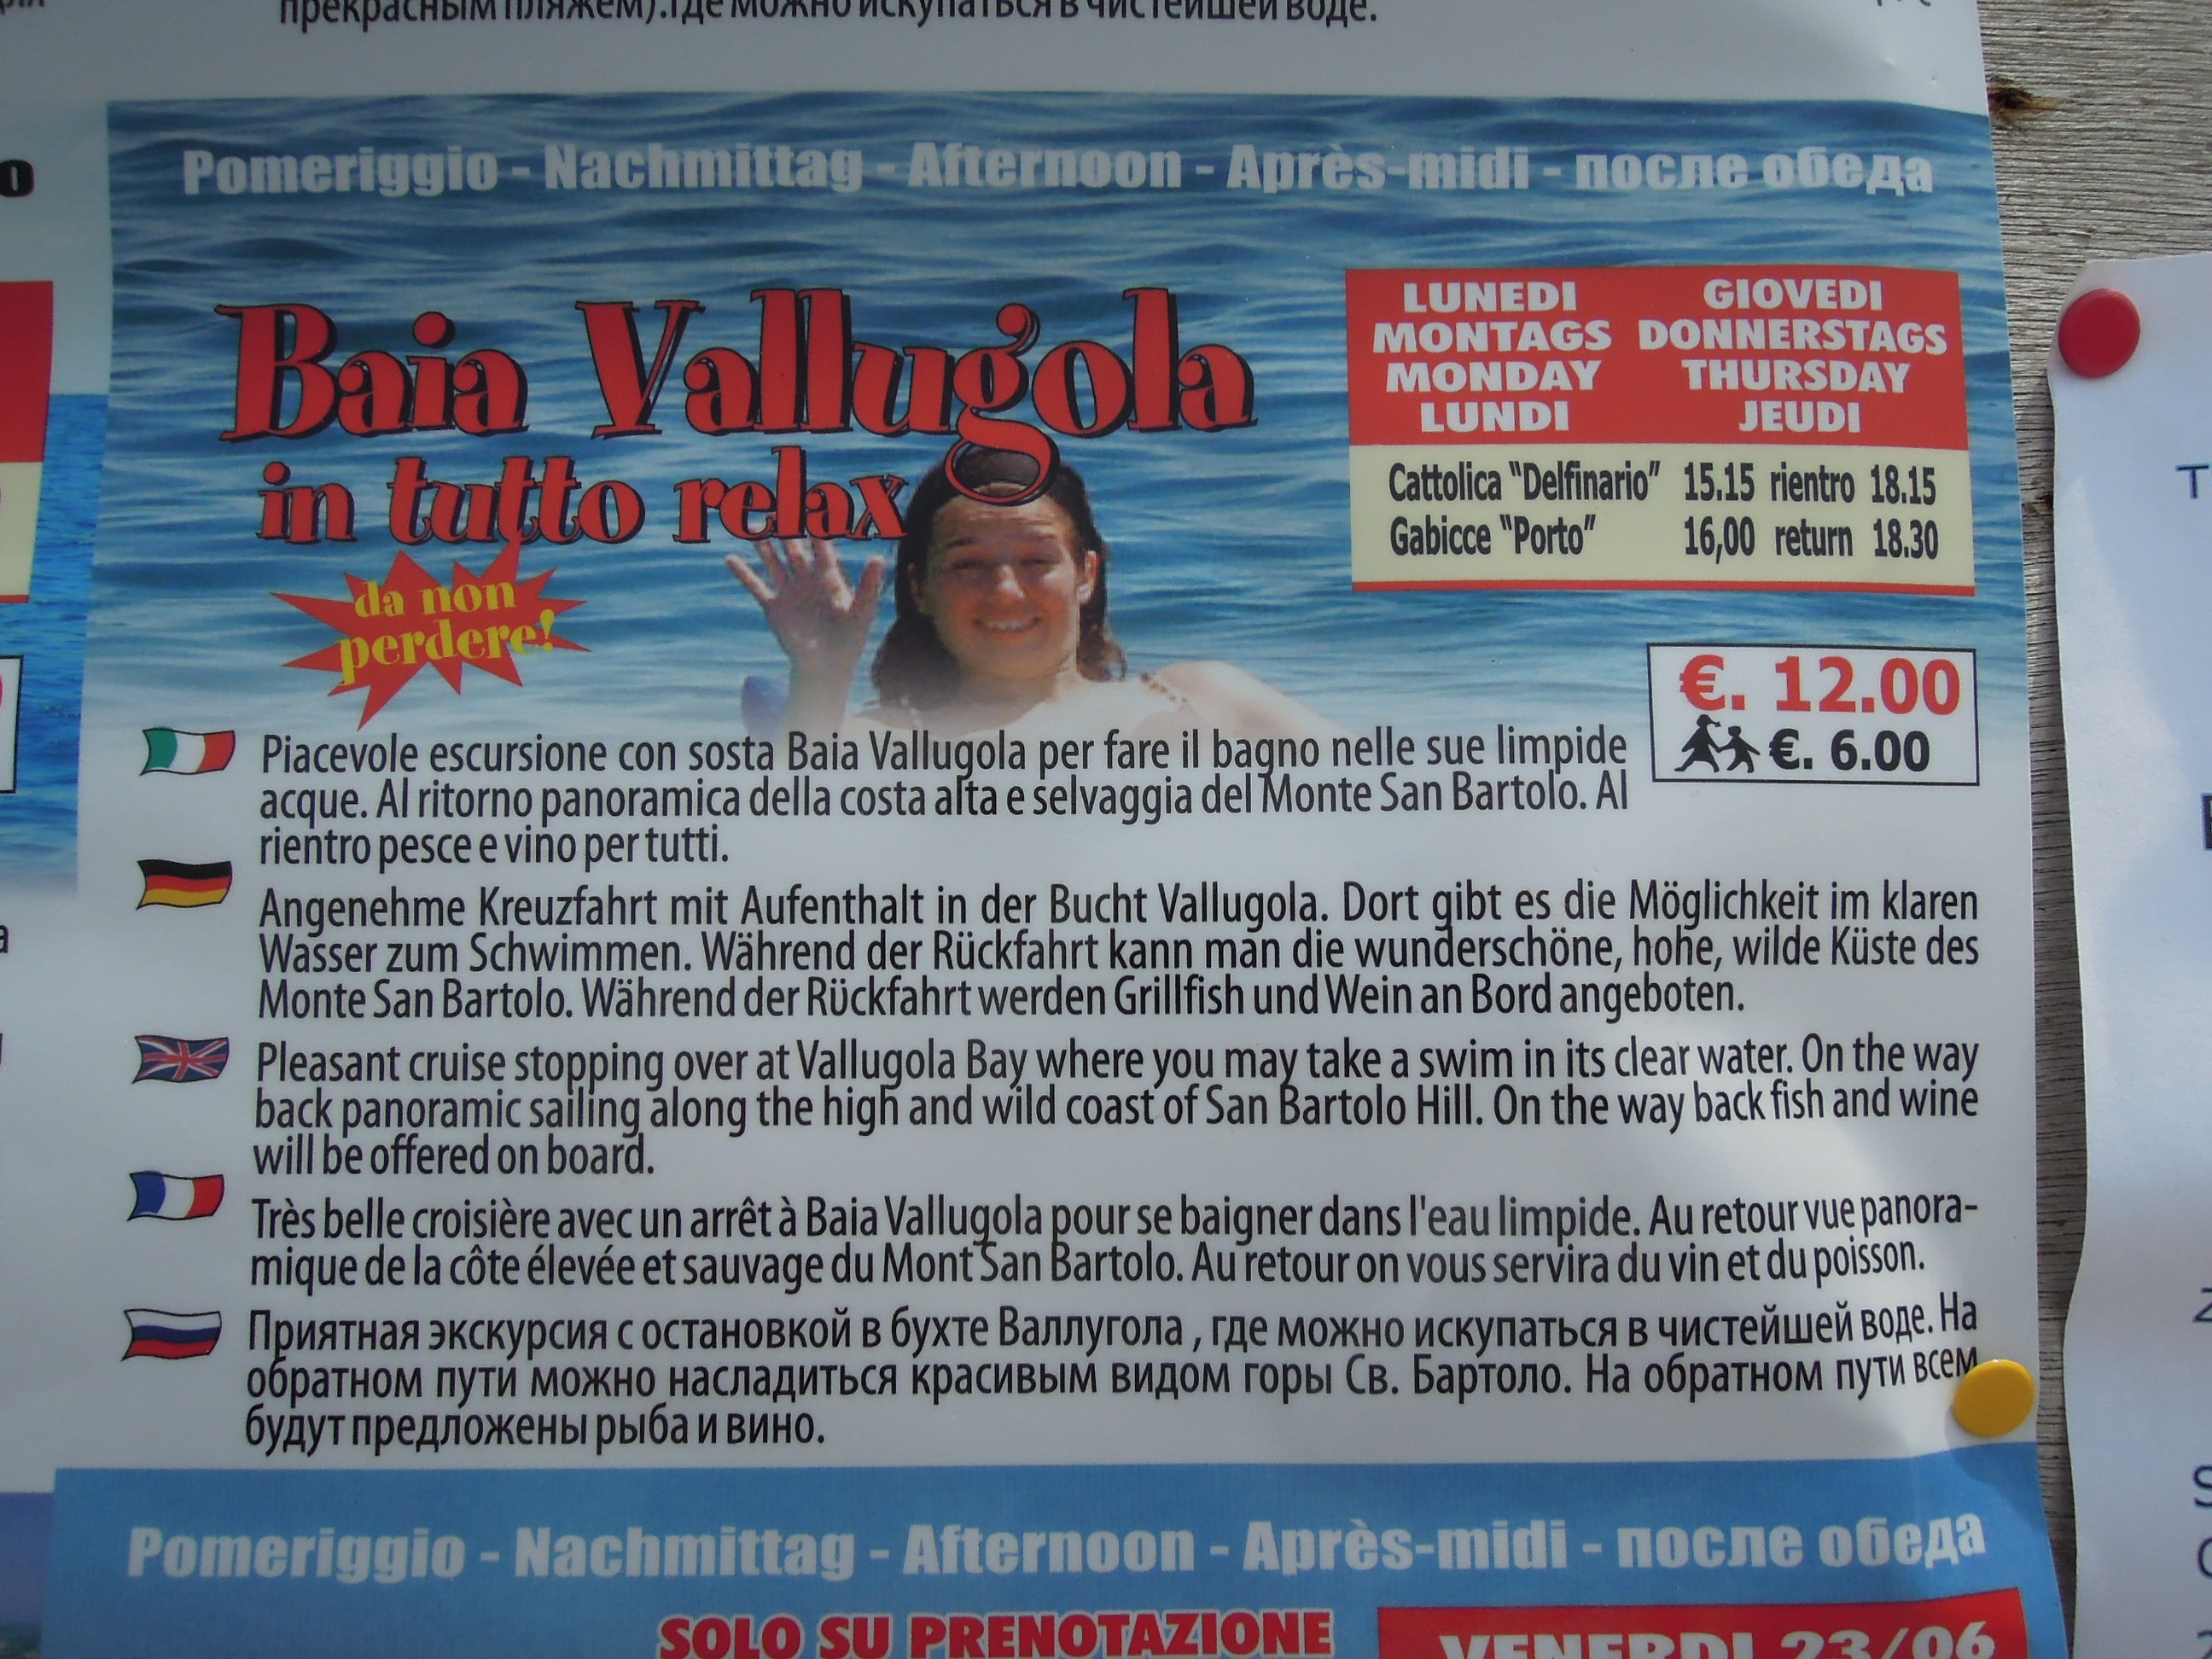 прекрасным пляжем).где можно искупаться в чистейшей воде.
Pomeriggio - Nachmittag - Afternoon - Après-midi - после обеда
Baia Vallugola
in tutto relax
da non
perdere!
LUNEDI GIOVEDI
MONTAGS DONNERSTAGS
MONDAY THURSDAY
LUNDI JEUDI
Cattolica "Delfinario" 15.15 rientro 18.15
Gabicce "Porto" 16,00 return 18.30
€. 12.00
€. 6.00
Piacevole escursione con sosta Baia Vallugola per fare il bagno nelle sue limpide
acque. Al ritorno panoramica della costa alta e selvaggia del Monte San Bartolo. Al
rientro pesce e vino per tutti.
Angenehme Kreuzfahrt mit Aufenthalt in der Bucht Vallugola. Dort gibt es die Möglichkeit im klaren
Wasser zum Schwimmen. Während der Rückfahrt kann man die wunderschöne, hohe, wilde Küste des
Monte San Bartolo. Während der Rückfahrt werden Grillfish und Wein an Bord angeboten.
Pleasant cruise stopping over at Vallugola Bay where you may take a swim in its clear water. On the way
back panoramic sailing along the high and wild coast of San Bartolo Hill. On the way back fish and wine
will be offered on board.
Très belle croisière avec un arrêt à Baia Vallugola pour se baigner dans l'eau limpide. Au retour vue panora-
mique de la côte élevée et sauvage du Mont San Bartolo. Au retour on vous servira du vin et du poisson.
Приятная экскурсия с остановкой в бухте Валлугола , где можно искупаться в чистейшей воде. На
обратном пути можно насладиться красивым видом горы Св. Бартоло. На обратном пути всем
будут предложены рыба и вино.
Pomeriggio - Nachmittag - Afternoon - Après-midi - после обеда
SOLO SU PRENOTAZIONE
VENERDI 23/06